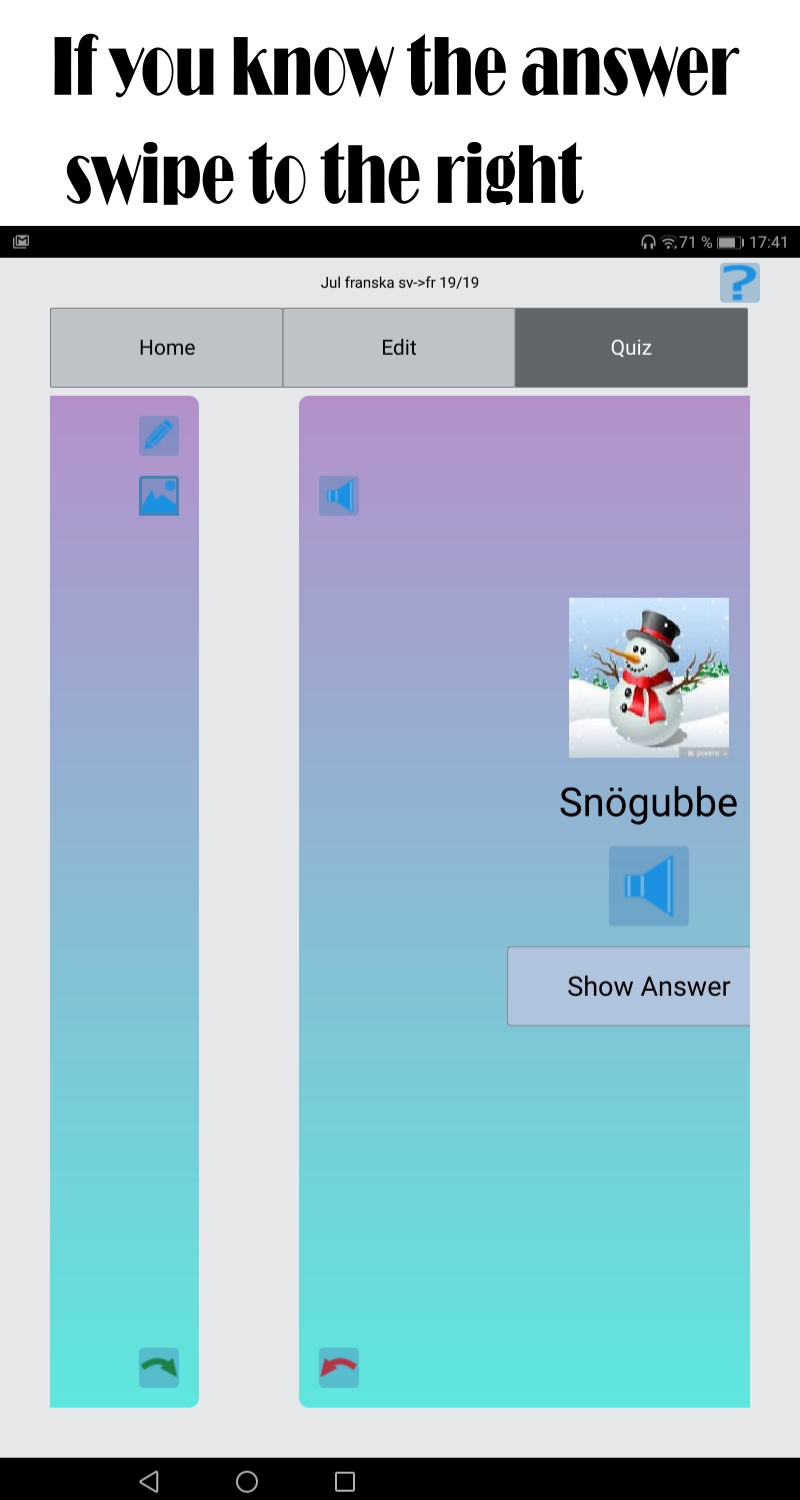 If you know the answer
swipe to the right
71 % 17:41
Jul franska sv->fr 19/19
?
Home Edit Quiz
Snögubbe
Show Answer